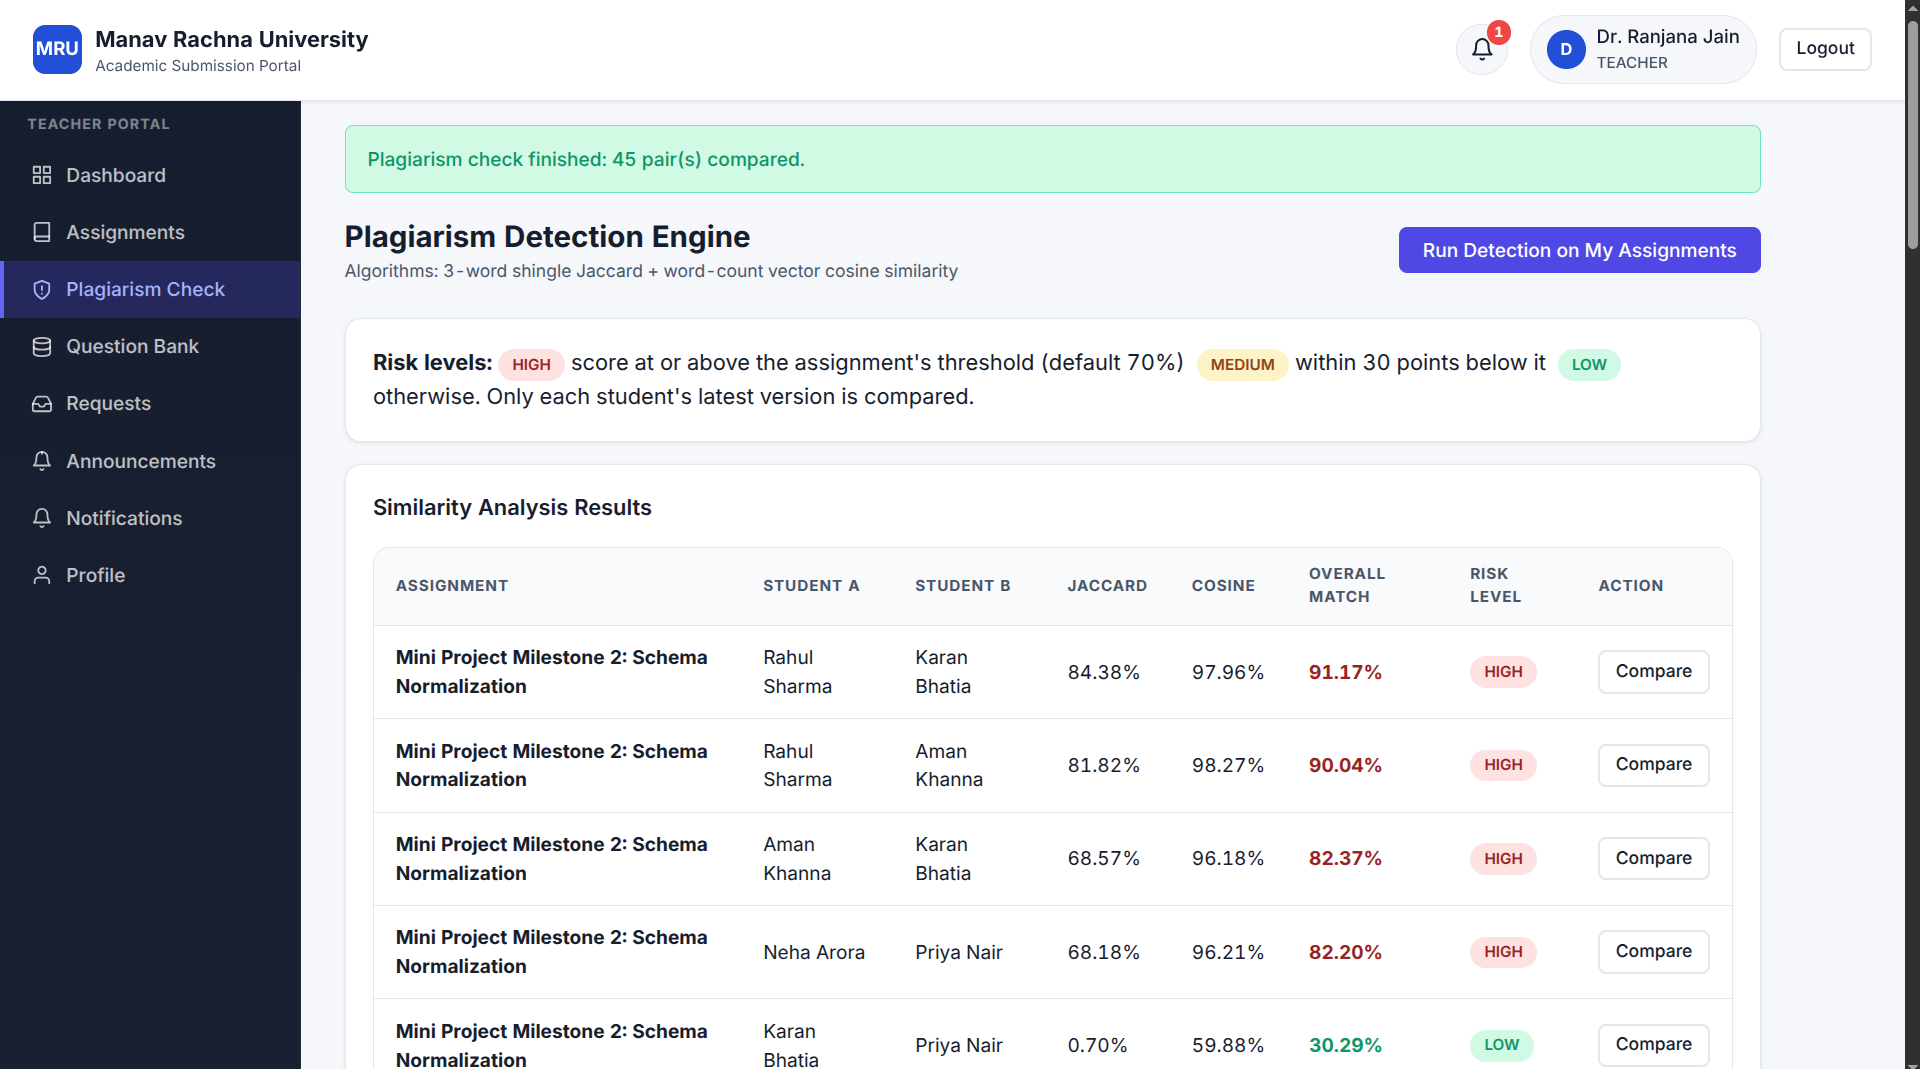 MRU
Manav Rachna University
Academic Submission Portal
1
D
Dr. Ranjana Jain
TEACHER
Logout
TEACHER PORTAL
Dashboard
Assignments
Plagiarism Check
Question Bank
Requests
Announcements
Notifications
Profile
Plagiarism check finished: 45 pair(s) compared.
Plagiarism Detection Engine
Algorithms: 3-word shingle Jaccard + word-count vector cosine similarity
Run Detection on My Assignments
Risk levels: HIGH score at or above the assignment's threshold (default 70%) MEDIUM within 30 points below it LOW
otherwise. Only each student's latest version is compared.
Similarity Analysis Results
ASSIGNMENT STUDENT A STUDENT B JACCARD COSINE OVERALL MATCH RISK LEVEL ACTION
Mini Project Milestone 2: Schema Normalization Rahul Sharma Karan Bhatia 84.38% 97.96% 91.17% HIGH Compare
Mini Project Milestone 2: Schema Normalization Rahul Sharma Aman Khanna 81.82% 98.27% 90.04% HIGH Compare
Mini Project Milestone 2: Schema Normalization Aman Khanna Karan Bhatia 68.57% 96.18% 82.37% HIGH Compare
Mini Project Milestone 2: Schema Normalization Neha Arora Priya Nair 68.18% 96.21% 82.20% HIGH Compare
Mini Project Milestone 2: Schema Normalization Karan Bhatia Priya Nair 0.70% 59.88% 30.29% LOW Compare